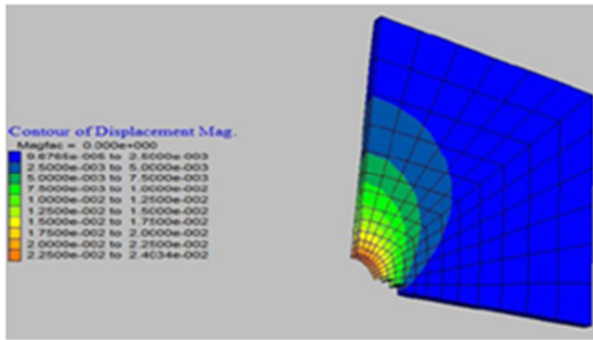 Contour of Displacement Mag.
Magfac = 0.000e+000
9.6765e-005 to 2.5000e-003
2.5000e-003 to 5.0000e-003
5.0000e-003 to 7.5000e-003
7.5000e-003 to 1.0000e-002
1.0000e-002 to 1.2500e-002
1.2500e-002 to 1.5000e-002
1.5000e-002 to 1.7500e-002
1.7500e-002 to 2.0000e-002
2.0000e-002 to 2.2500e-002
2.2500e-002 to 2.4034e-002